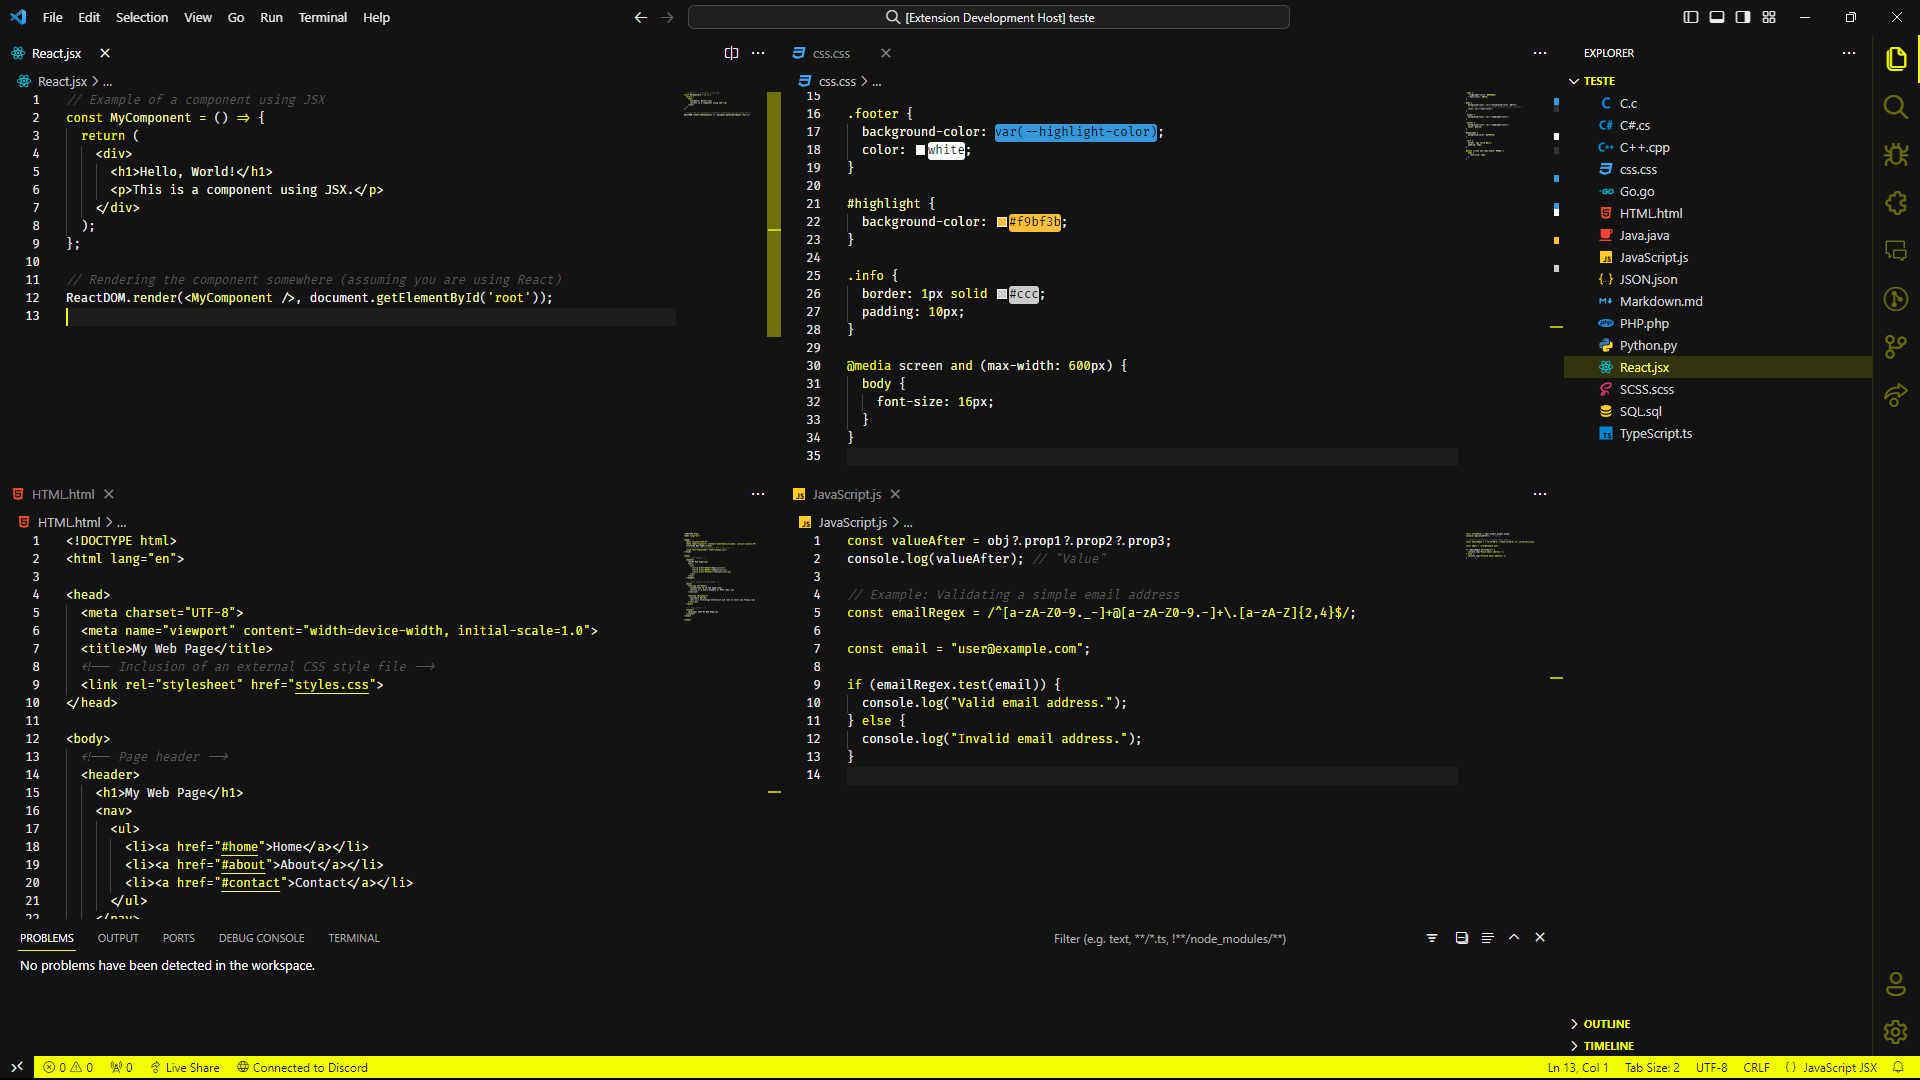 File Edit Selection View Go Run Terminal Help
[Extension Development Host] teste
React.jsx
React.jsx > ...
1 // Example of a component using JSX
2 const MyComponent = () => {
3 return (
4 <div>
5 <h1>Hello, World!</h1>
6 <p>This is a component using JSX.</p>
7 </div>
8 );
9 };
10
11 // Rendering the component somewhere (assuming you are using React)
12 ReactDOM.render(<MyComponent />, document.getElementById('root'));
13
css.css
css.css > ...
15
16 .footer {
17 background-color: var(--highlight-color);
18 color: white;
19 }
20
21 #highlight {
22 background-color: #f9bf3b;
23 }
24
25 .info {
26 border: 1px solid #ccc;
27 padding: 10px;
28 }
29
30 @media screen and (max-width: 600px) {
31 body {
32 font-size: 16px;
33 }
34 }
35
HTML.html
HTML.html > ...
1 <!DOCTYPE html>
2 <html lang="en">
3
4 <head>
5 <meta charset="UTF-8">
6 <meta name="viewport" content="width=device-width, initial-scale=1.0">
7 <title>My Web Page</title>
8 <!-- Inclusion of an external CSS style file -->
9 <link rel="stylesheet" href="styles.css">
10 </head>
11
12 <body>
13 <!-- Page header -->
14 <header>
15 <h1>My Web Page</h1>
16 <nav>
17 <ul>
18 <li><a href="#home">Home</a></li>
19 <li><a href="#about">About</a></li>
20 <li><a href="#contact">Contact</a></li>
21 </ul>
22 </nav>
JavaScript.js
JavaScript.js > ...
1 const valueAfter = obj?.prop1?.prop2?.prop3;
2 console.log(valueAfter); // "Value"
3
4 // Example: Validating a simple email address
5 const emailRegex = /^[a-zA-Z0-9._-]+@[a-zA-Z0-9.-]+\.[a-zA-Z]{2,4}$/;
6
7 const email = "user@example.com";
8
9 if (emailRegex.test(email)) {
10 console.log("Valid email address.");
11 } else {
12 console.log("Invalid email address.");
13 }
14
EXPLORER
TESTE
C.c
C#.cs
C++.cpp
css.css
Go.go
HTML.html
Java.java
JavaScript.js
JSON.json
Markdown.md
PHP.php
Python.py
React.jsx
SCSS.scss
SQL.sql
TypeScript.ts
OUTLINE
TIMELINE
PROBLEMS OUTPUT PORTS DEBUG CONSOLE TERMINAL
Filter (e.g. text, **/*.ts, !**/node_modules/**)
No problems have been detected in the workspace.
0 0 0 Live Share Connected to Discord
Ln 13, Col 1 Tab Size: 2 UTF-8 CRLF {} JavaScript JSX